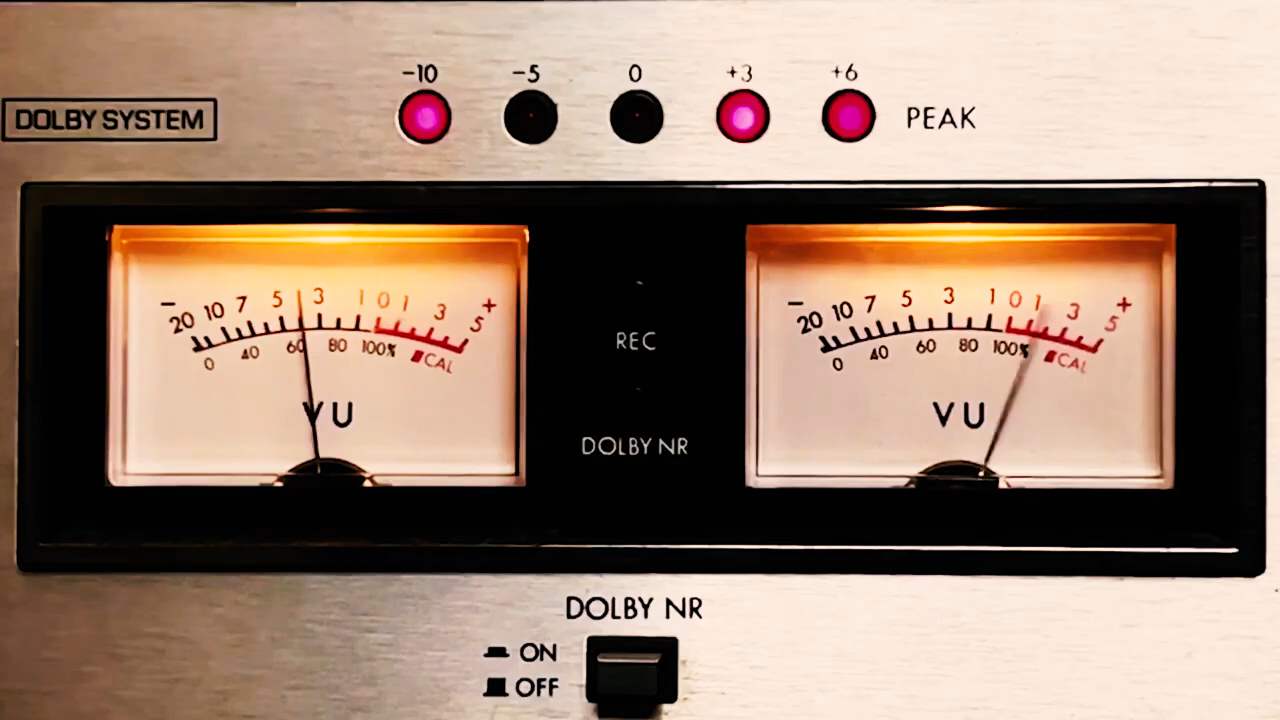 -10 -5 0 +3 +6
DOLBY SYSTEM PEAK
- 20 10 7 5 3 1 0 1 3 5 +
0 40 60 80 100% CAL
VU
- 20 10 7 5 3 1 0 1 3 5 +
0 40 60 80 100% CAL
VU
REC
DOLBY NR
DOLBY NR
ON
OFF